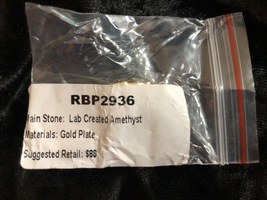 RBP2936
Main Stone: Lab Created Amethyst
Materials: Gold Plate
Suggested Retail: $88